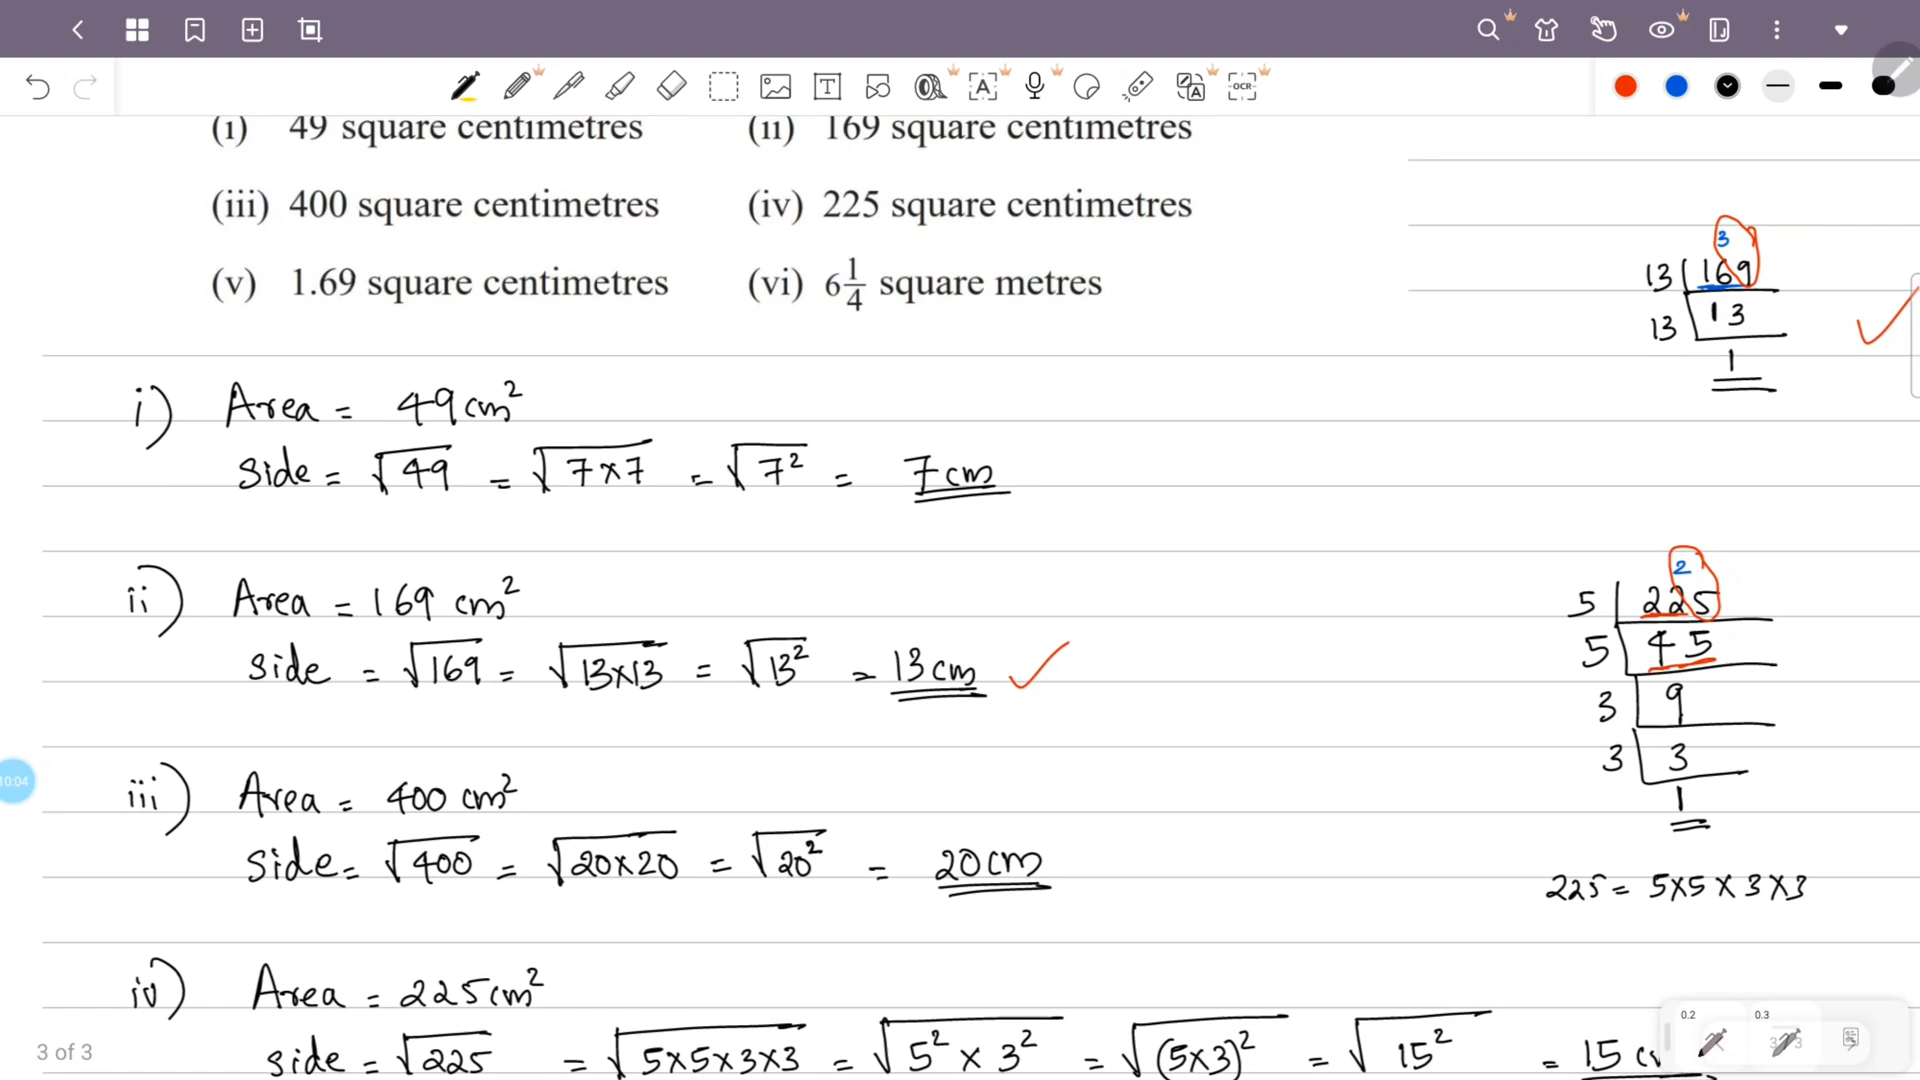 (i) 49 square centimetres (ii) 169 square centimetres
(iii) 400 square centimetres (iv) 225 square centimetres
(v) 1.69 square centimetres (vi) 6 1/4 square metres
3
13 | 169
13 | 13
1
i) Area = 49 cm²
Side = √49 = √7×7 = √7² = 7 cm
ii) Area = 169 cm²
Side = √169 = √13×13 = √13² = 13 cm
2
5 | 225
5 | 45
3 | 9
3 | 3
1
iii) Area = 400 cm²
Side = √400 = √20×20 = √20² = 20 cm
225 = 5×5×3×3
iv) Area = 225 cm²
Side = √225 = √5×5×3×3 = √5² × 3² = √(5×3)² = √15² = 15
10:04
3 of 3
0.2 0.3
T A A OCR